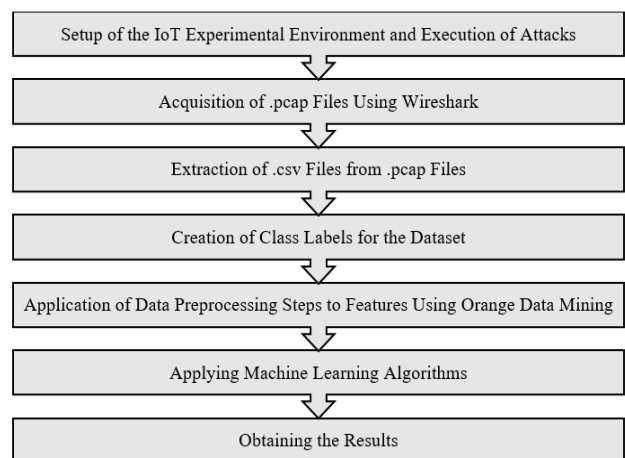 Setup of the IoT Experimental Environment and Execution of Attacks
Acquisition of .pcap Files Using Wireshark
Extraction of .csv Files from .pcap Files
Creation of Class Labels for the Dataset
Application of Data Preprocessing Steps to Features Using Orange Data Mining
Applying Machine Learning Algorithms
Obtaining the Results